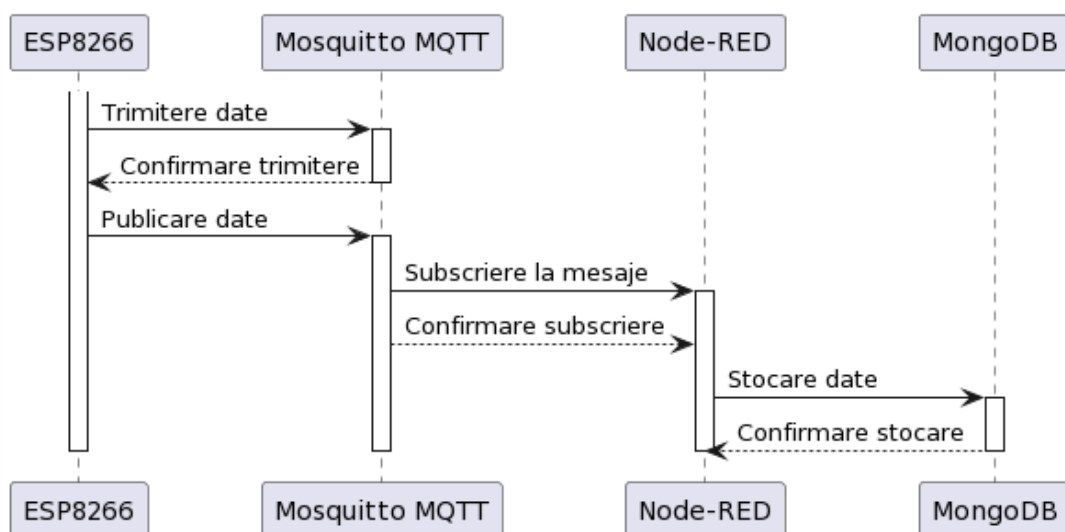 ESP8266 Mosquitto MQTT Node-RED MongoDB
Trimitere date
Confirmare trimitere
Publicare date
Subscriere la mesaje
Confirmare subscriere
Stocare date
Confirmare stocare
ESP8266 Mosquitto MQTT Node-RED MongoDB